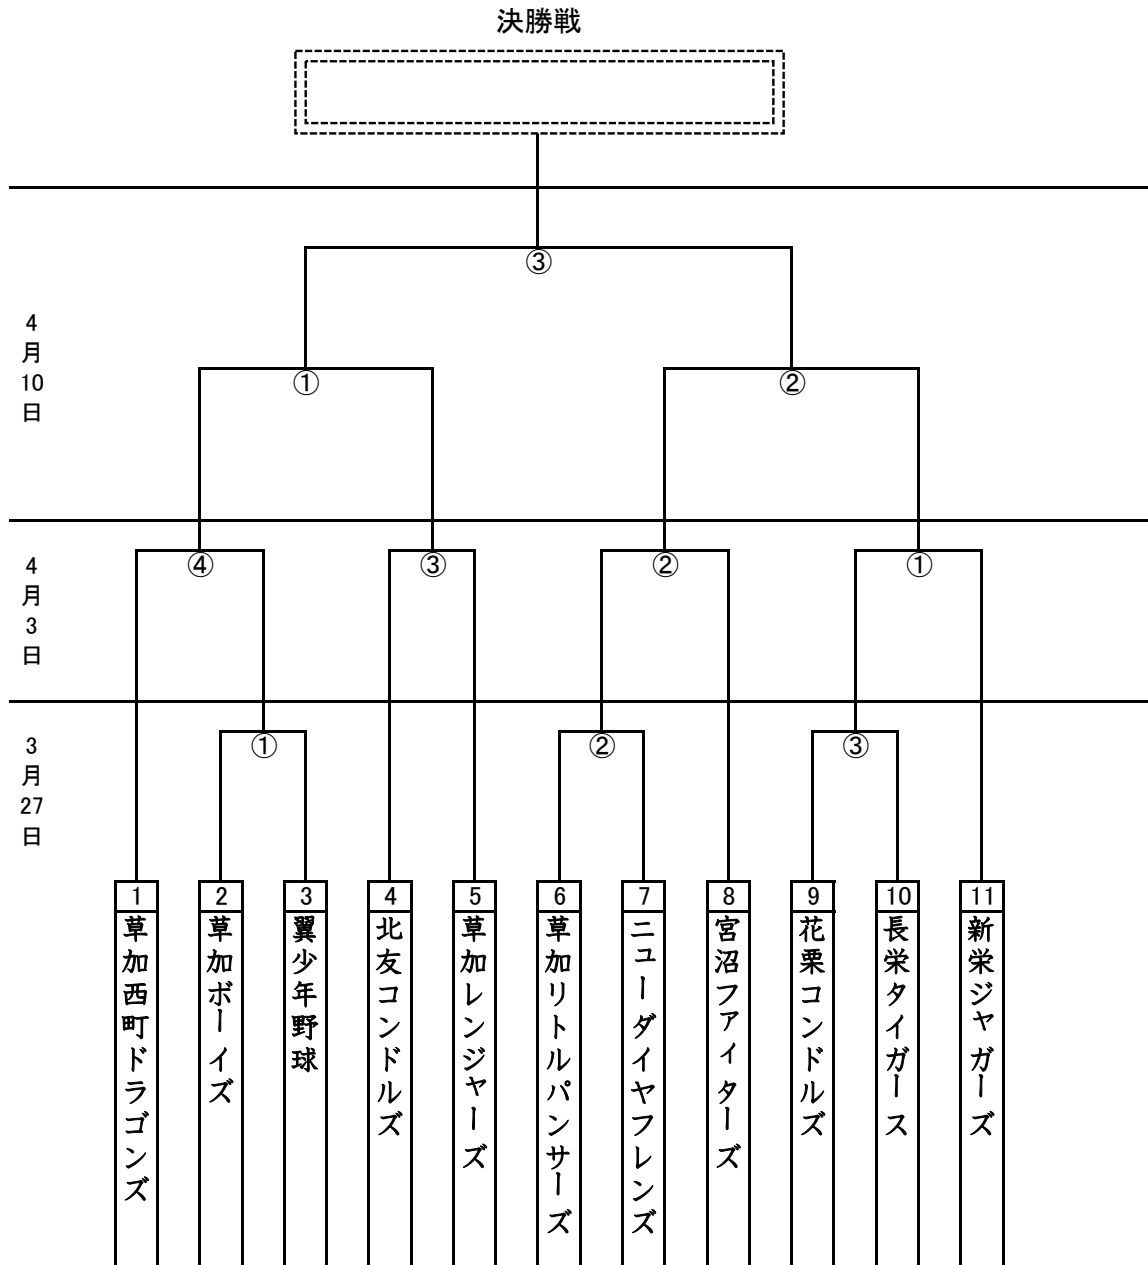 決勝戦
③
4月10日
①
②
4月3日
④
③
②
①
3月27日
①
②
③
1
草加西町ドラゴンズ
2
草加ボーイズ
3
翼少年野球
4
北友コンドルズ
5
草加レンジャーズ
6
草加リトルパンサーズ
7
ニューダイヤフレンズ
8
宮沼ファイターズ
9
花栗コンドルズ
10
長栄タイガース
11
新栄ジャガーズ